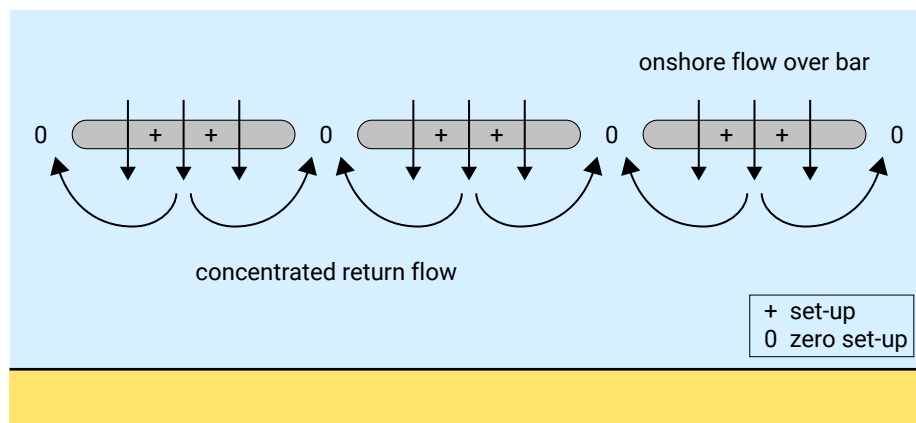 onshore flow over bar
0 + + 0 + + 0 + + 0
concentrated return flow
+ set-up
0 zero set-up